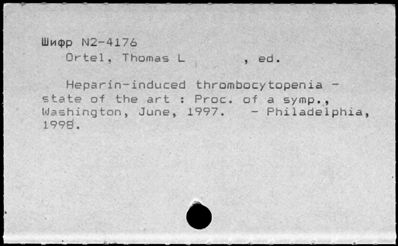 Шифр N2-4176
Ortel, Thomas L , ed.
Heparin-induced thrombocytopenia -
state of the art : Proc. of a symp.,
Washington, June, 1997. - Philadelphia,
1998.